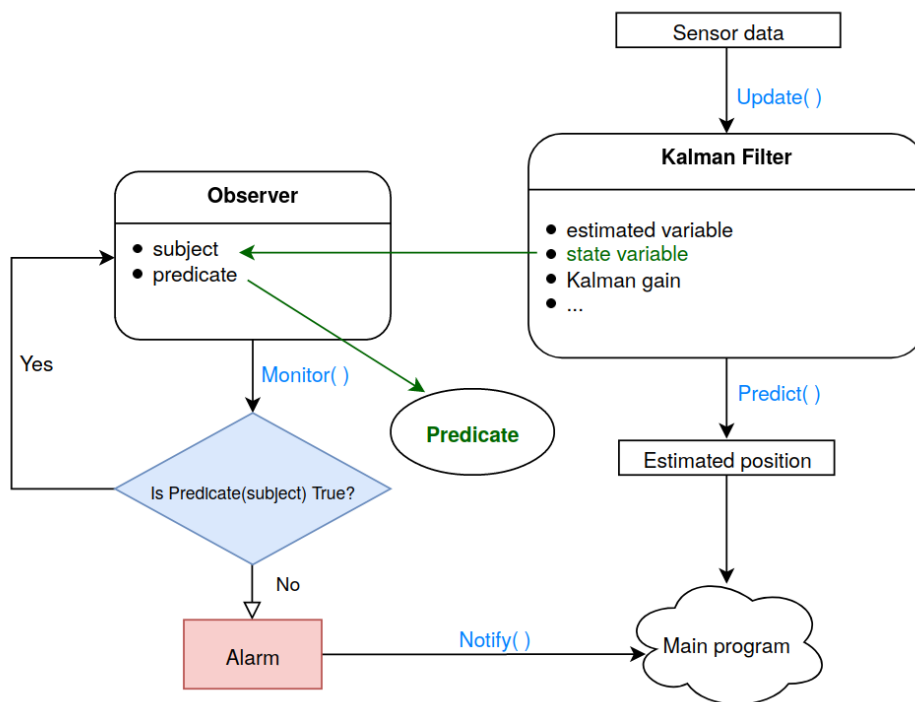 Sensor data
Update( )
Kalman Filter
estimated variable
state variable
Kalman gain
...
Observer
subject
predicate
Yes
Monitor( )
Predicate
Predict( )
Estimated position
Is Predicate(subject) True?
No
Alarm
Notify( )
Main program